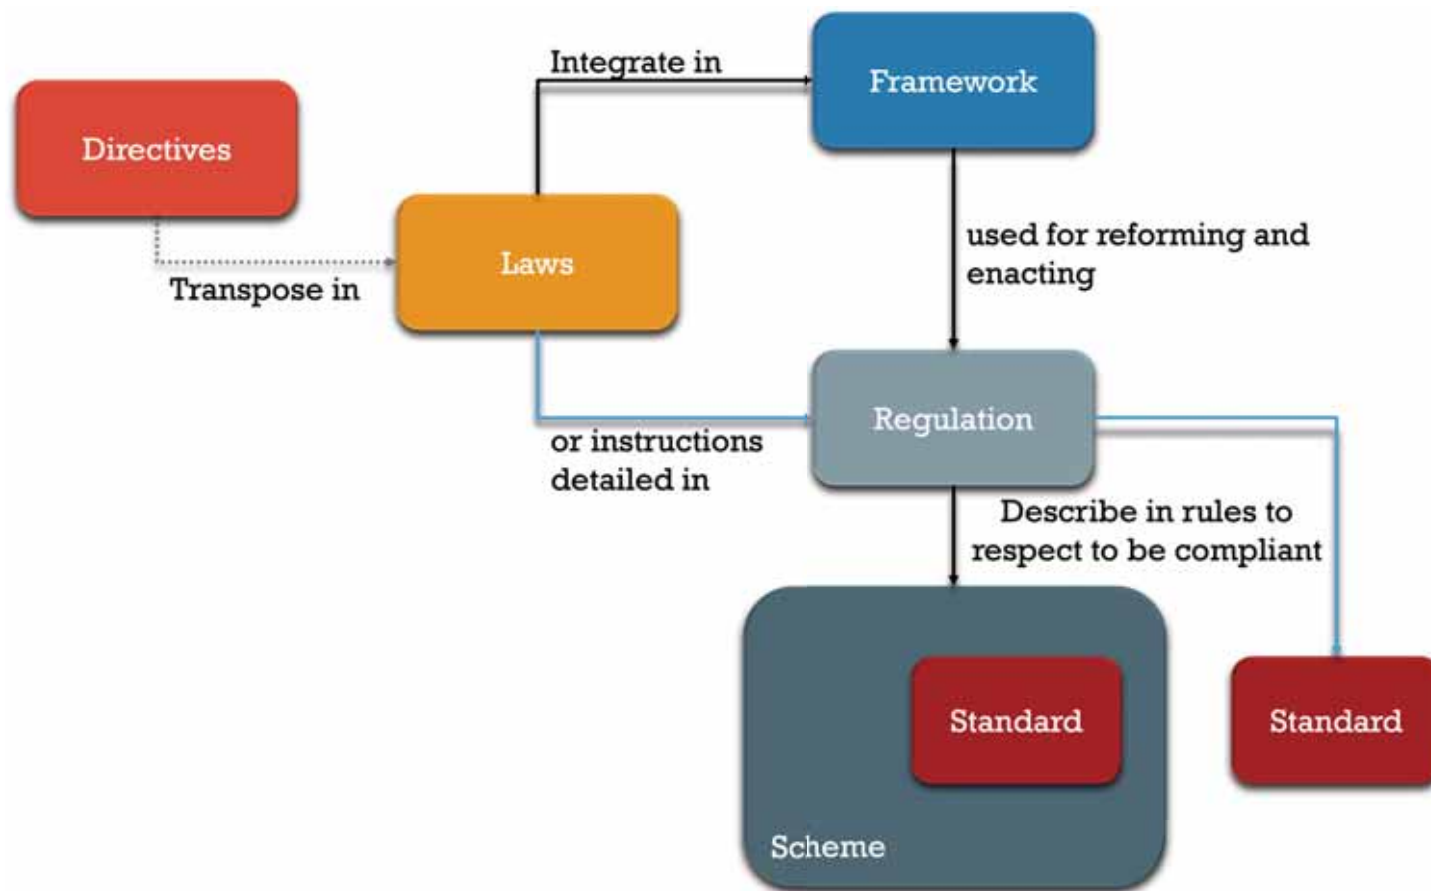 Integrate in
Framework
Directives
Laws
Transpose in
used for reforming and
enacting
Regulation
or instructions
detailed in
Describe in rules to
respect to be compliant
Standard
Standard
Scheme